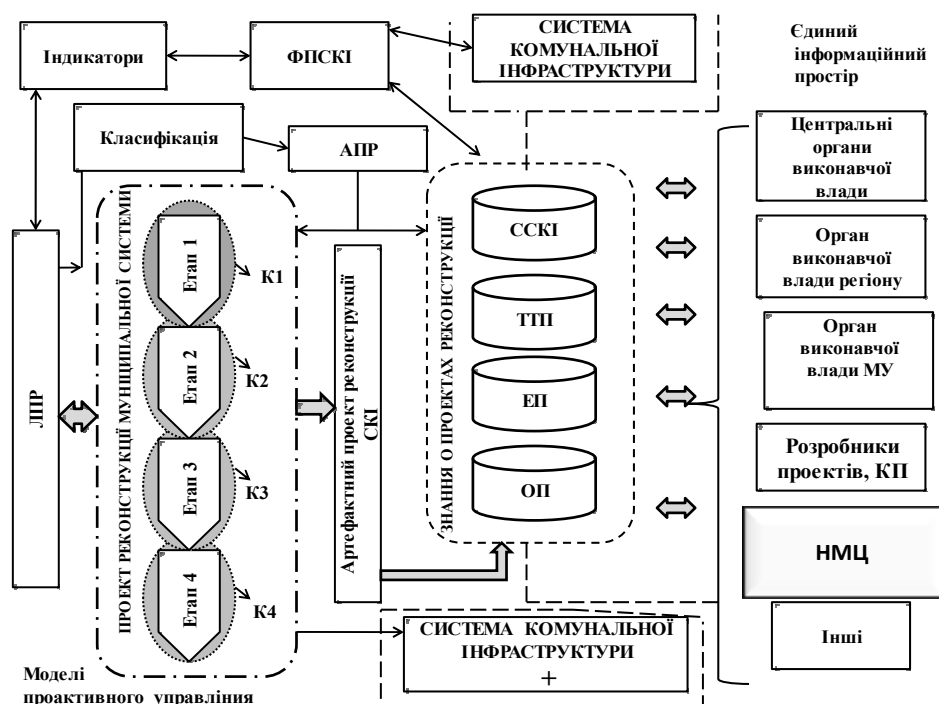 Індикатори
ФПСКІ
СИСТЕМА
КОМУНАЛЬНОЇ
ІНФРАСТРУКТУРИ
Єдиний
інформаційний
простір
Класифікація
АПР
Центральні
органи
виконавчої
влади
Орган
виконавчої
влади регіону
Орган
виконавчої
влади МУ
Розробники
проектів, КП
НМЦ
Інші
ЛПР
ПРОЕКТ РЕКОНСТРУКЦІЇ МУНЩИПАЛЬНОЇ СИСТЕМИ
Етап 1
К1
Етап 2
К2
Етап 3
К3
Етап 4
К4
Артефактний проект реконструкції
СКІ
ЗНАННЯ О ПРОЕКТАХ РЕКОНСТРУКЦІЇ
ССКІ
ТТП
ЕП
ОП
СИСТЕМА КОМУНАЛЬНОЇ
ІНФРАСТРУКТУРИ
+
Моделі
проактивного управліния